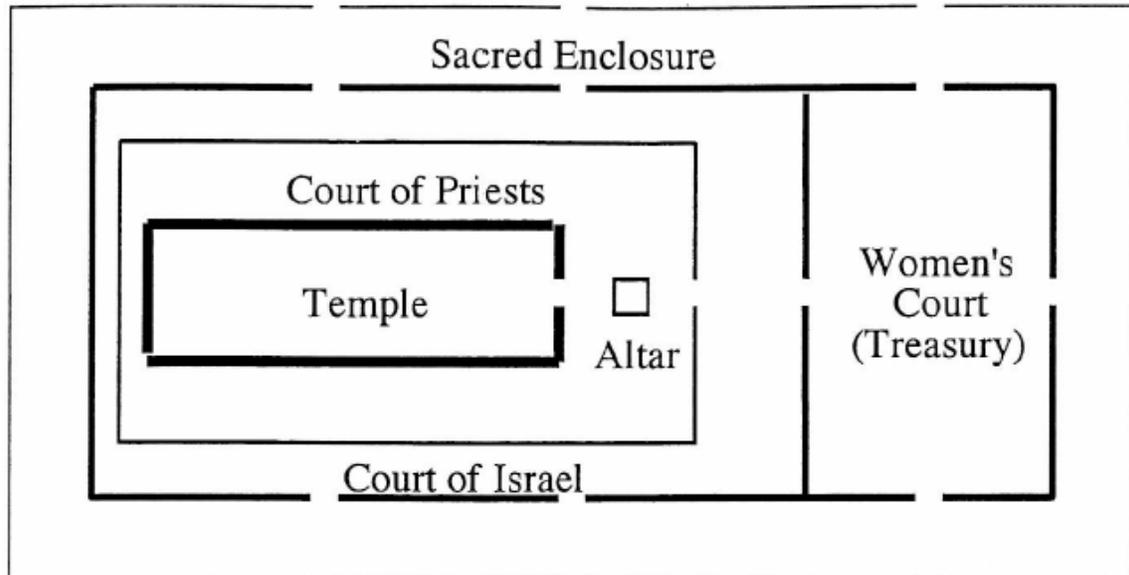 Sacred Enclosure
Court of Priests
Temple
Altar
Women's
Court
(Treasury)
Court of Israel